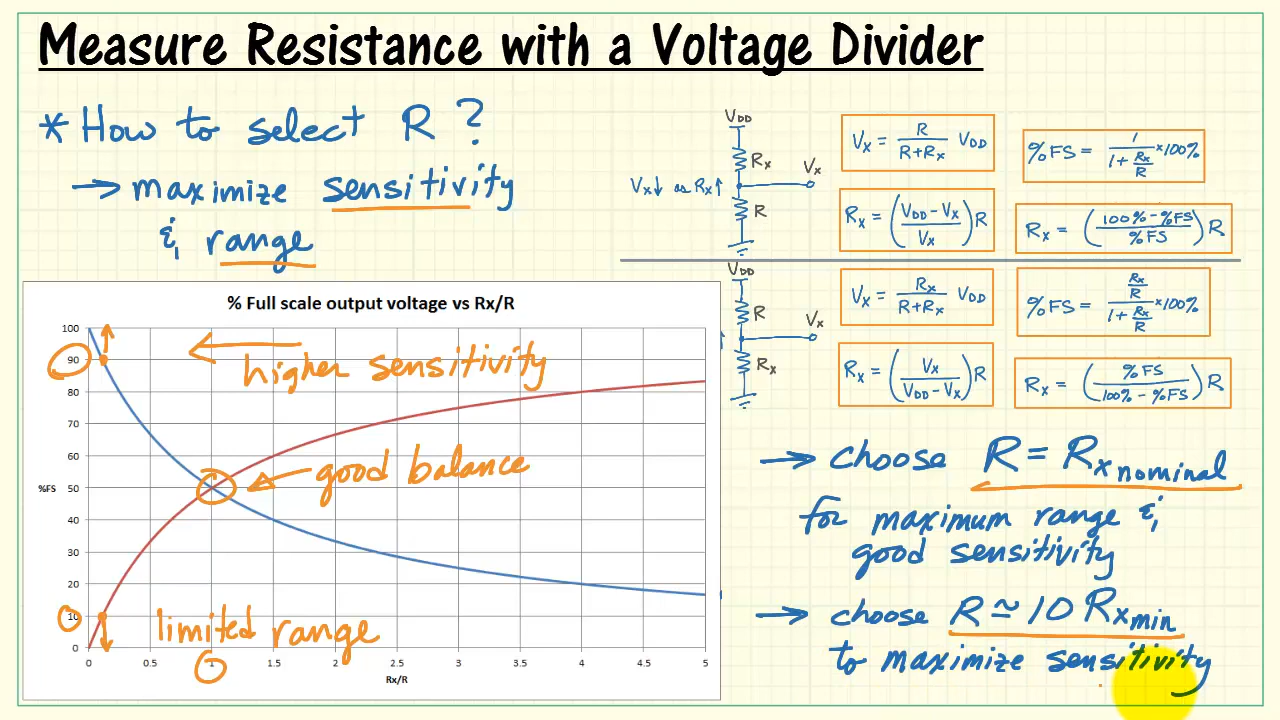 Measure Resistance with a Voltage Divider
* How to select R ?
→ maximize sensitivity
& range
% Full scale output voltage vs Rx/R
100
90
80
70
60
50
40
30
20
10
0
%FS
0 0.5 1 1.5 2 2.5 3 3.5 4 4.5 5
Rx/R
higher sensitivity
good balance
limited range
VDD
Rx
Vx
Vx↓ as Rx↑
R
Vx = R/(R+Rx) VDD
%FS = 1/(1+Rx/R) × 100%
Rx = ((VDD - Vx)/Vx) R
Rx = ((100% - %FS)/%FS) R
VDD
R
Vx
Rx
Vx = Rx/(R+Rx) VDD
%FS = (Rx/R)/(1+Rx/R) × 100%
Rx = (Vx/(VDD - Vx)) R
Rx = (%FS/(100% - %FS)) R
→ choose R = Rx nominal
for maximum range &
good sensitivity
→ choose R ≈ 10 Rx min
to maximize sensitivity